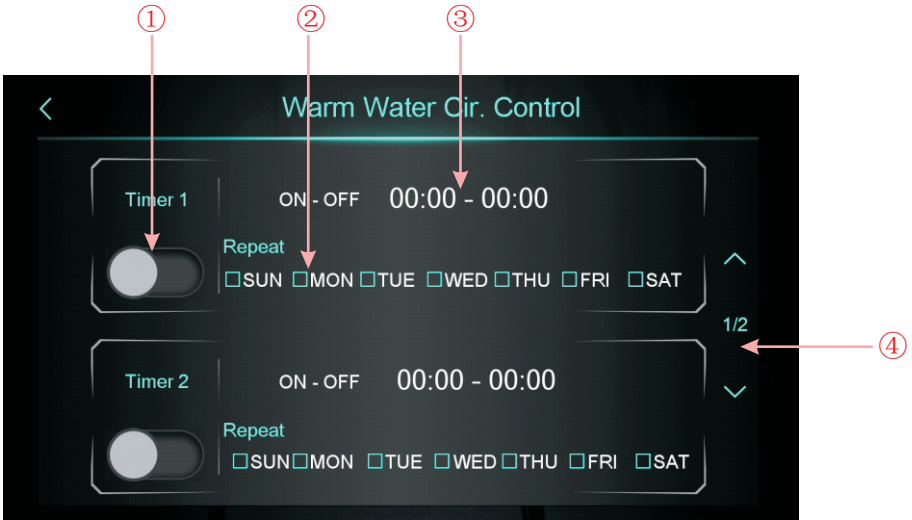 ① ② ③
Warm Water Cir. Control
Timer 1 ON - OFF 00:00 - 00:00
Repeat
□SUN □MON □TUE □WED □THU □FRI □SAT
1/2
④
Timer 2 ON - OFF 00:00 - 00:00
Repeat
□SUN □MON □TUE □WED □THU □FRI □SAT